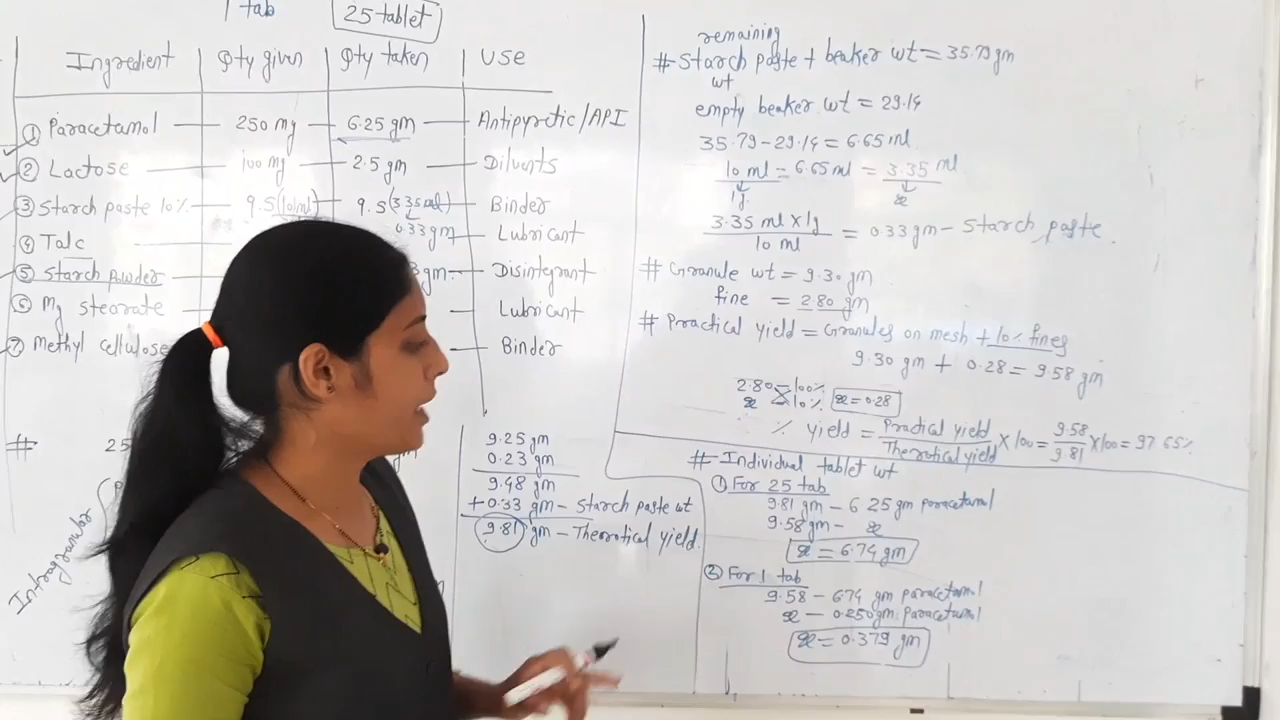 1 tab 25 tablet
Ingredient Qty given Qty taken Use
① Paracetamol — 250 mg — 6.25 gm — Antipyretic/API
② Lactose — 100 mg — 2.5 gm — Diluents
③ Starch paste 10% — 9.5 (10ml) — 9.5 (3.35ml) — Binder
④ Talc 0.33 gm — Lubricant
⑤ Starch powder 3 gm — Disintegrant
⑥ Mg stearate — Lubricant
⑦ Methyl cellulose — Binder
# 25
Intragranular
9.25 gm
0.23 gm
9.48 gm
+ 0.33 gm - Starch paste wt
9.81 gm - Theorotical yield.
remaining
# Starch paste + beaker wt = 35.79 gm
wt
empty beaker wt = 29.14
35.79 - 29.14 = 6.65 ml
10 ml - 6.65 ml = 3.35 ml
1g. x
3.35 ml x 1g
10 ml
= 0.33 gm - Starch paste.
# Granule wt = 9.30 gm
fine = 2.80 gm
# Practical yield = Granules on mesh + 10% fines
9.30 gm + 0.28 = 9.58 gm
2.80 - 100%
x 10% x = 0.28
% yield = Practical yield / Theorotical yield x 100 = 9.58 / 9.81 x 100 = 97.65%
# - Individual tablet wt
① For 25 tab
9.81 gm - 6.25 gm paracetamol
9.58 gm - x
x = 6.74 gm
② For 1 tab
9.58 - 6.74 gm paracetamol
x - 0.250 gm paracetamol
x = 0.379 gm